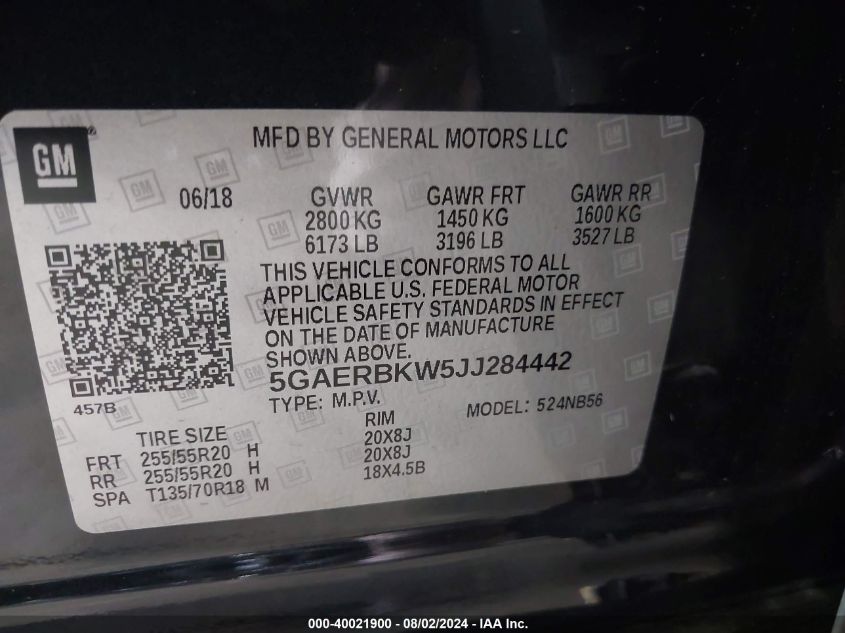 GM
MFD BY GENERAL MOTORS LLC
06/18 GVWR GAWR FRT GAWR RR
2800 KG 1450 KG 1600 KG
6173 LB 3196 LB 3527 LB
THIS VEHICLE CONFORMS TO ALL
APPLICABLE U.S. FEDERAL MOTOR
VEHICLE SAFETY STANDARDS IN EFFECT
ON THE DATE OF MANUFACTURE
SHOWN ABOVE.
5GAERBKW5JJ284442
457B
TYPE: M.P.V. MODEL: 524NB56
TIRE SIZE RIM
FRT 255/55R20 H 20X8J
RR 255/55R20 H 20X8J
SPA T135/70R18 M 18X4.5B
000-40021900 - 08/02/2024 - IAA Inc.